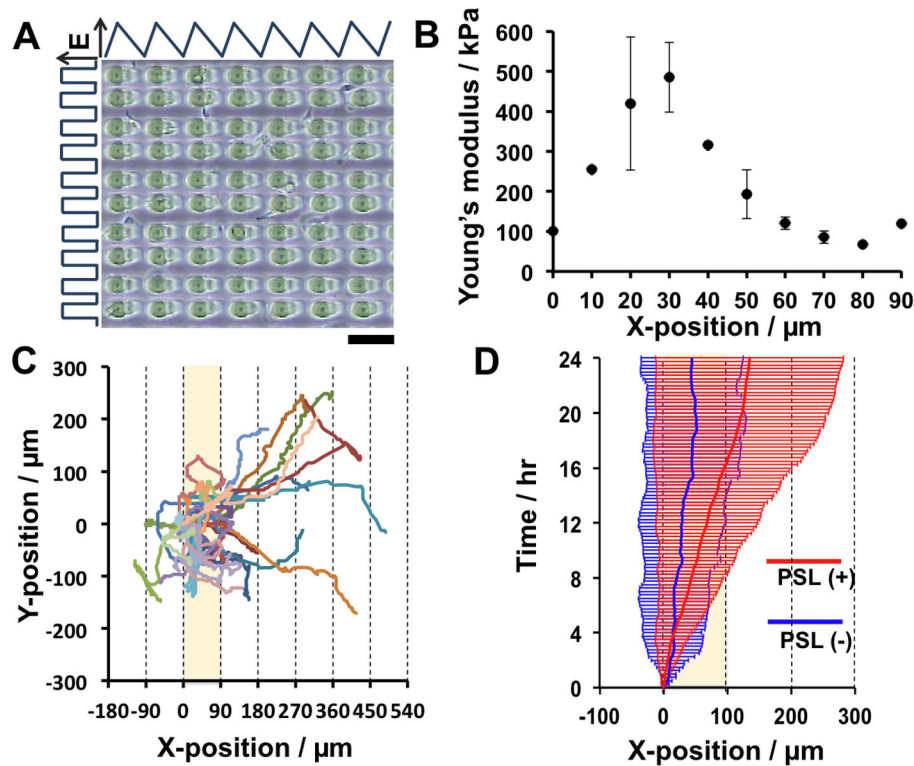 A
E
B
Young's modulus / kPa
600
500
400
300
200
100
0
0 10 20 30 40 50 60 70 80 90
X-position / µm
C
Y-position / µm
300
200
100
0
-100
-200
-300
-180 -90 0 90 180 270 360 450 540
X-position / µm
D
Time / hr
24
20
16
12
8
4
0
PSL (+)
PSL (-)
-100 0 100 200 300
X-position / µm